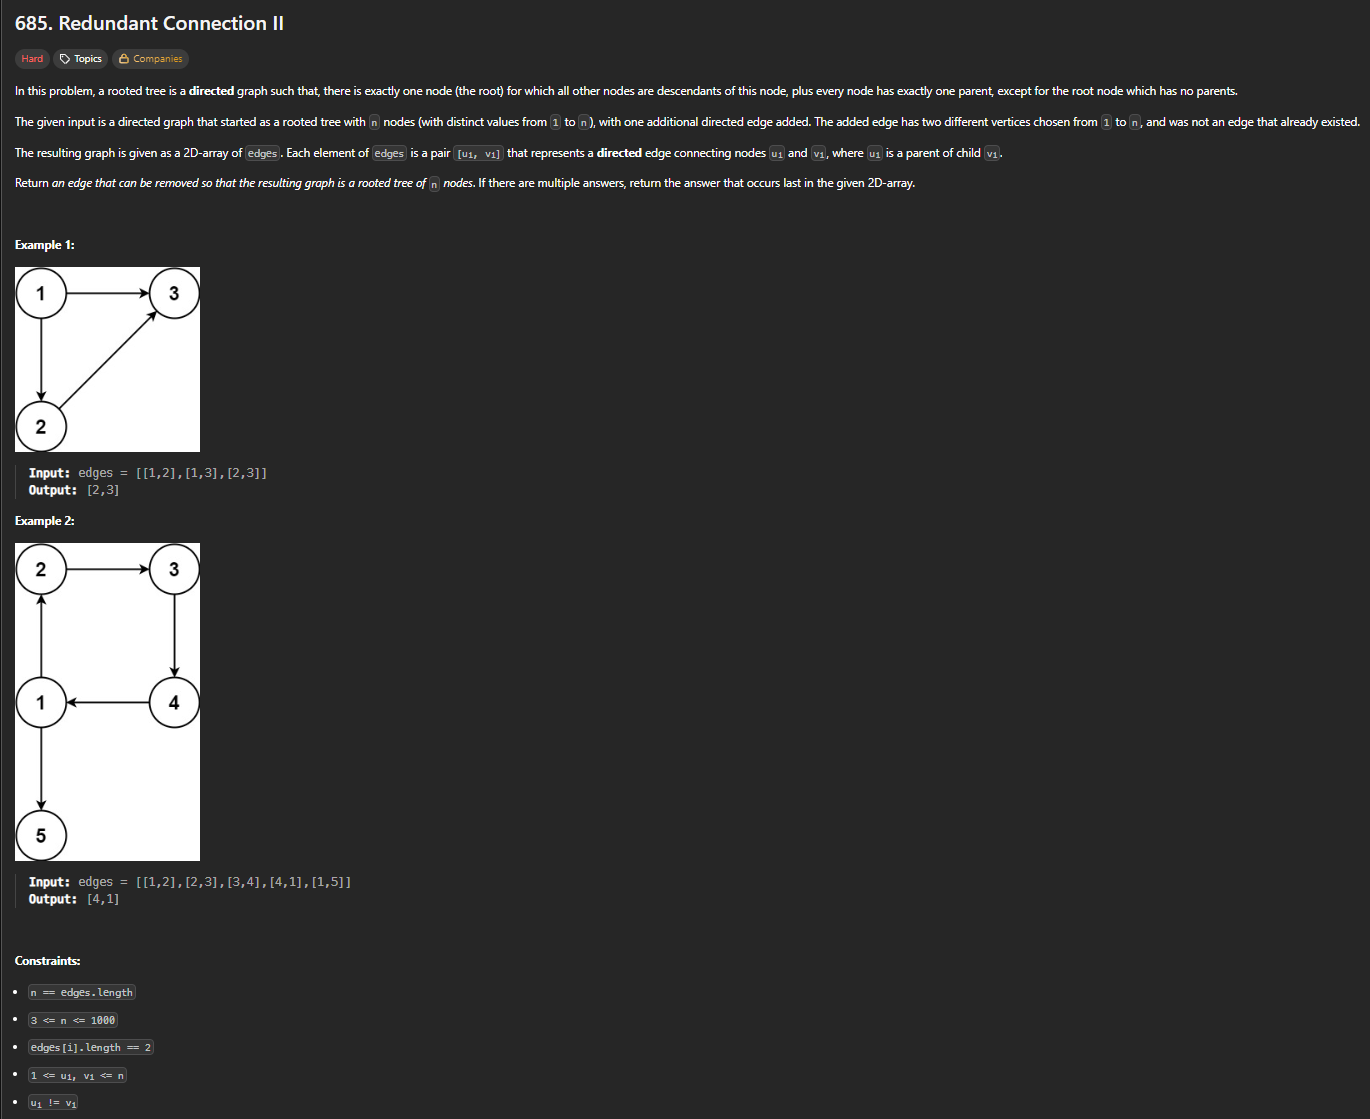 685. Redundant Connection II
Hard Topics Companies
In this problem, a rooted tree is a directed graph such that, there is exactly one node (the root) for which all other nodes are descendants of this node, plus every node has exactly one parent, except for the root node which has no parents.
The given input is a directed graph that started as a rooted tree with n nodes (with distinct values from 1 to n), with one additional directed edge added. The added edge has two different vertices chosen from 1 to n, and was not an edge that already existed.
The resulting graph is given as a 2D-array of edges. Each element of edges is a pair [ui, vi] that represents a directed edge connecting nodes ui and vi, where ui is a parent of child vi.
Return an edge that can be removed so that the resulting graph is a rooted tree of n nodes. If there are multiple answers, return the answer that occurs last in the given 2D-array.
Example 1:
1 3
2
Input: edges = [[1,2],[1,3],[2,3]]
Output: [2,3]
Example 2:
2 3
1 4
5
Input: edges = [[1,2],[2,3],[3,4],[4,1],[1,5]]
Output: [4,1]
Constraints:
• n == edges.length
• 3 <= n <= 1000
• edges[i].length == 2
• 1 <= ui, vi <= n
• ui != vi